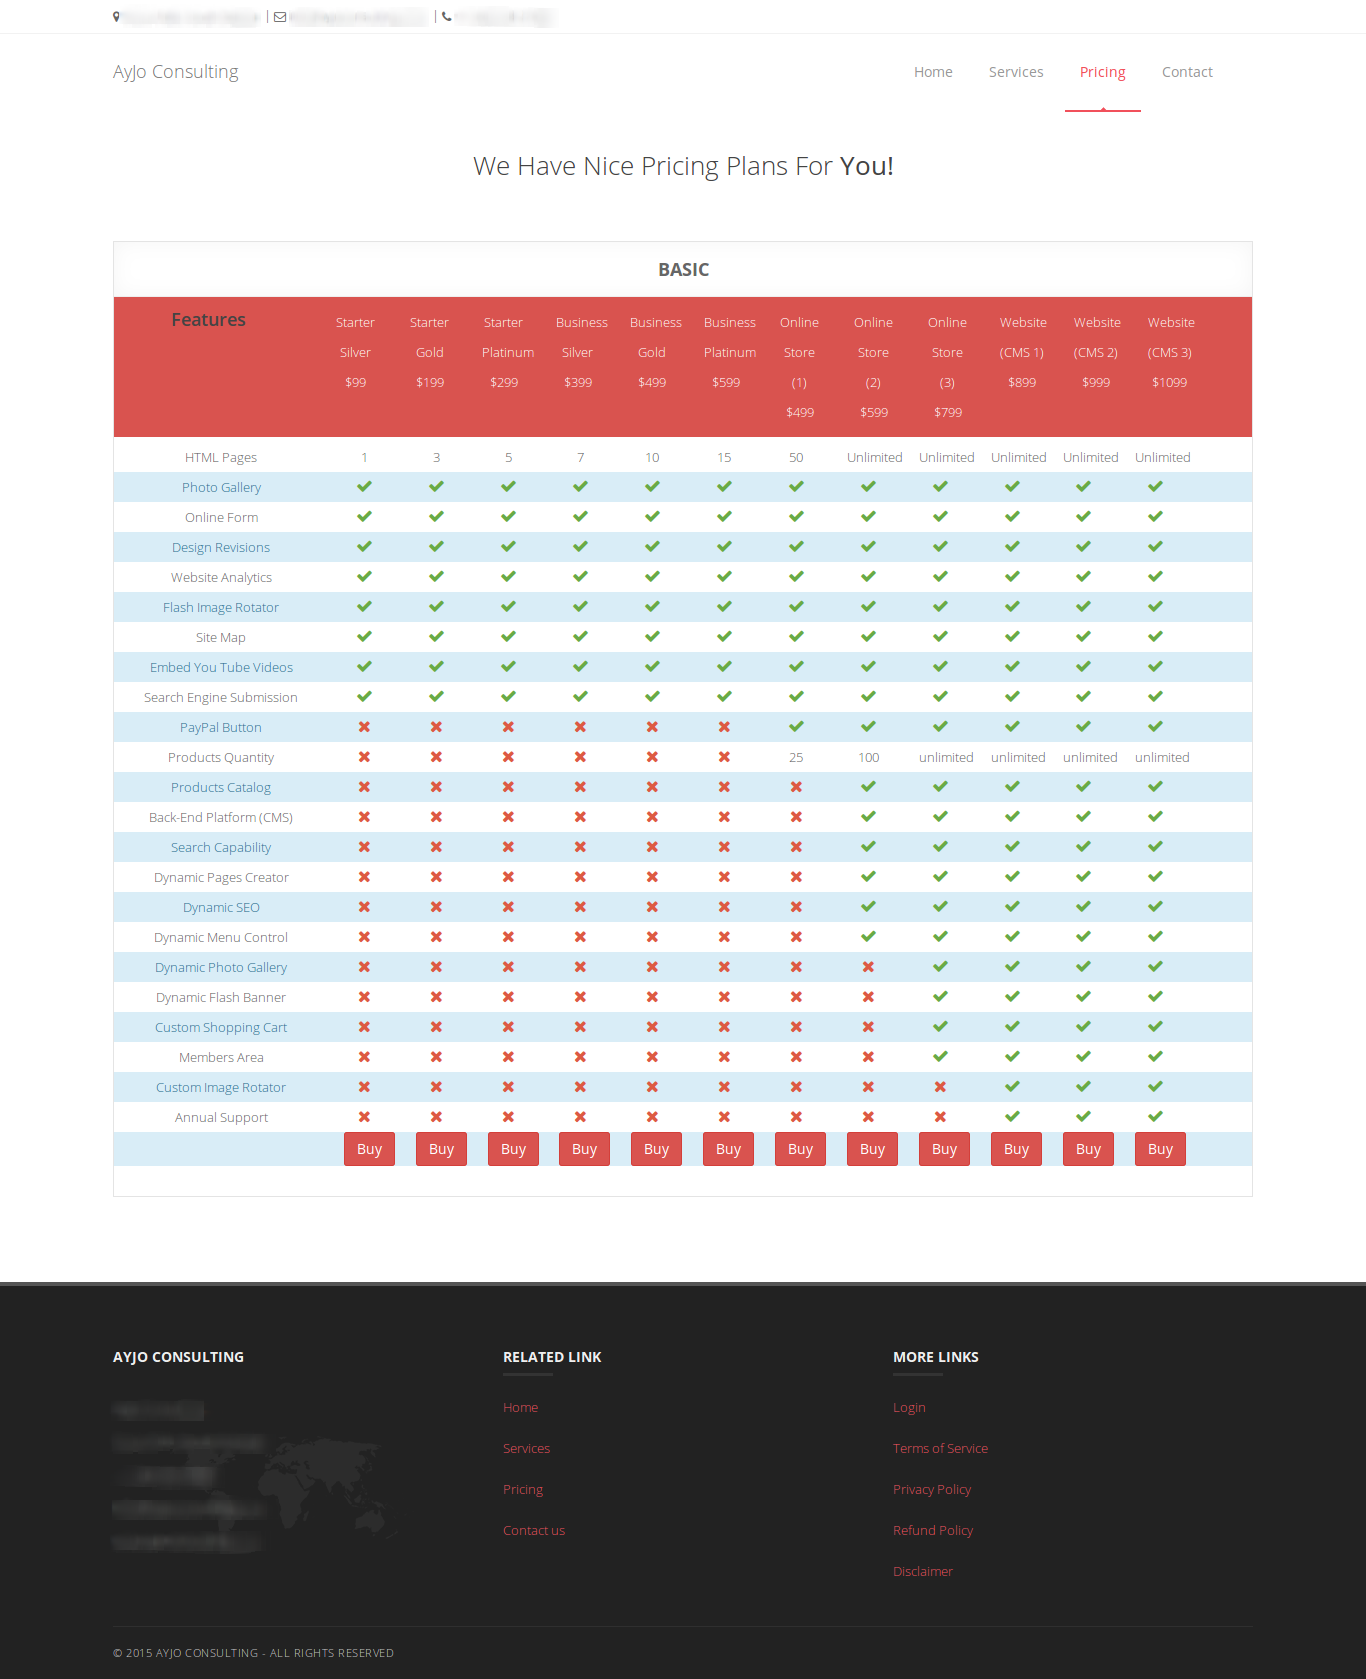 AyJo Consulting
Home Services Pricing Contact
We Have Nice Pricing Plans For You!
BASIC
Features
Starter Silver $99
Starter Gold $199
Starter Platinum $299
Business Silver $399
Business Gold $499
Business Platinum $599
Online Store (1) $499
Online Store (2) $599
Online Store (3) $799
Website (CMS 1) $899
Website (CMS 2) $999
Website (CMS 3) $1099
HTML Pages 1 3 5 7 10 15 50 Unlimited Unlimited Unlimited Unlimited Unlimited
Photo Gallery
Online Form
Design Revisions
Website Analytics
Flash Image Rotator
Site Map
Embed You Tube Videos
Search Engine Submission
PayPal Button
Products Quantity 25 100 unlimited unlimited unlimited unlimited
Products Catalog
Back-End Platform (CMS)
Search Capability
Dynamic Pages Creator
Dynamic SEO
Dynamic Menu Control
Dynamic Photo Gallery
Dynamic Flash Banner
Custom Shopping Cart
Members Area
Custom Image Rotator
Annual Support
Buy Buy Buy Buy Buy Buy Buy Buy Buy Buy Buy Buy
AYJO CONSULTING
RELATED LINK
Home
Services
Pricing
Contact us
MORE LINKS
Login
Terms of Service
Privacy Policy
Refund Policy
Disclaimer
© 2015 AYJO CONSULTING - ALL RIGHTS RESERVED